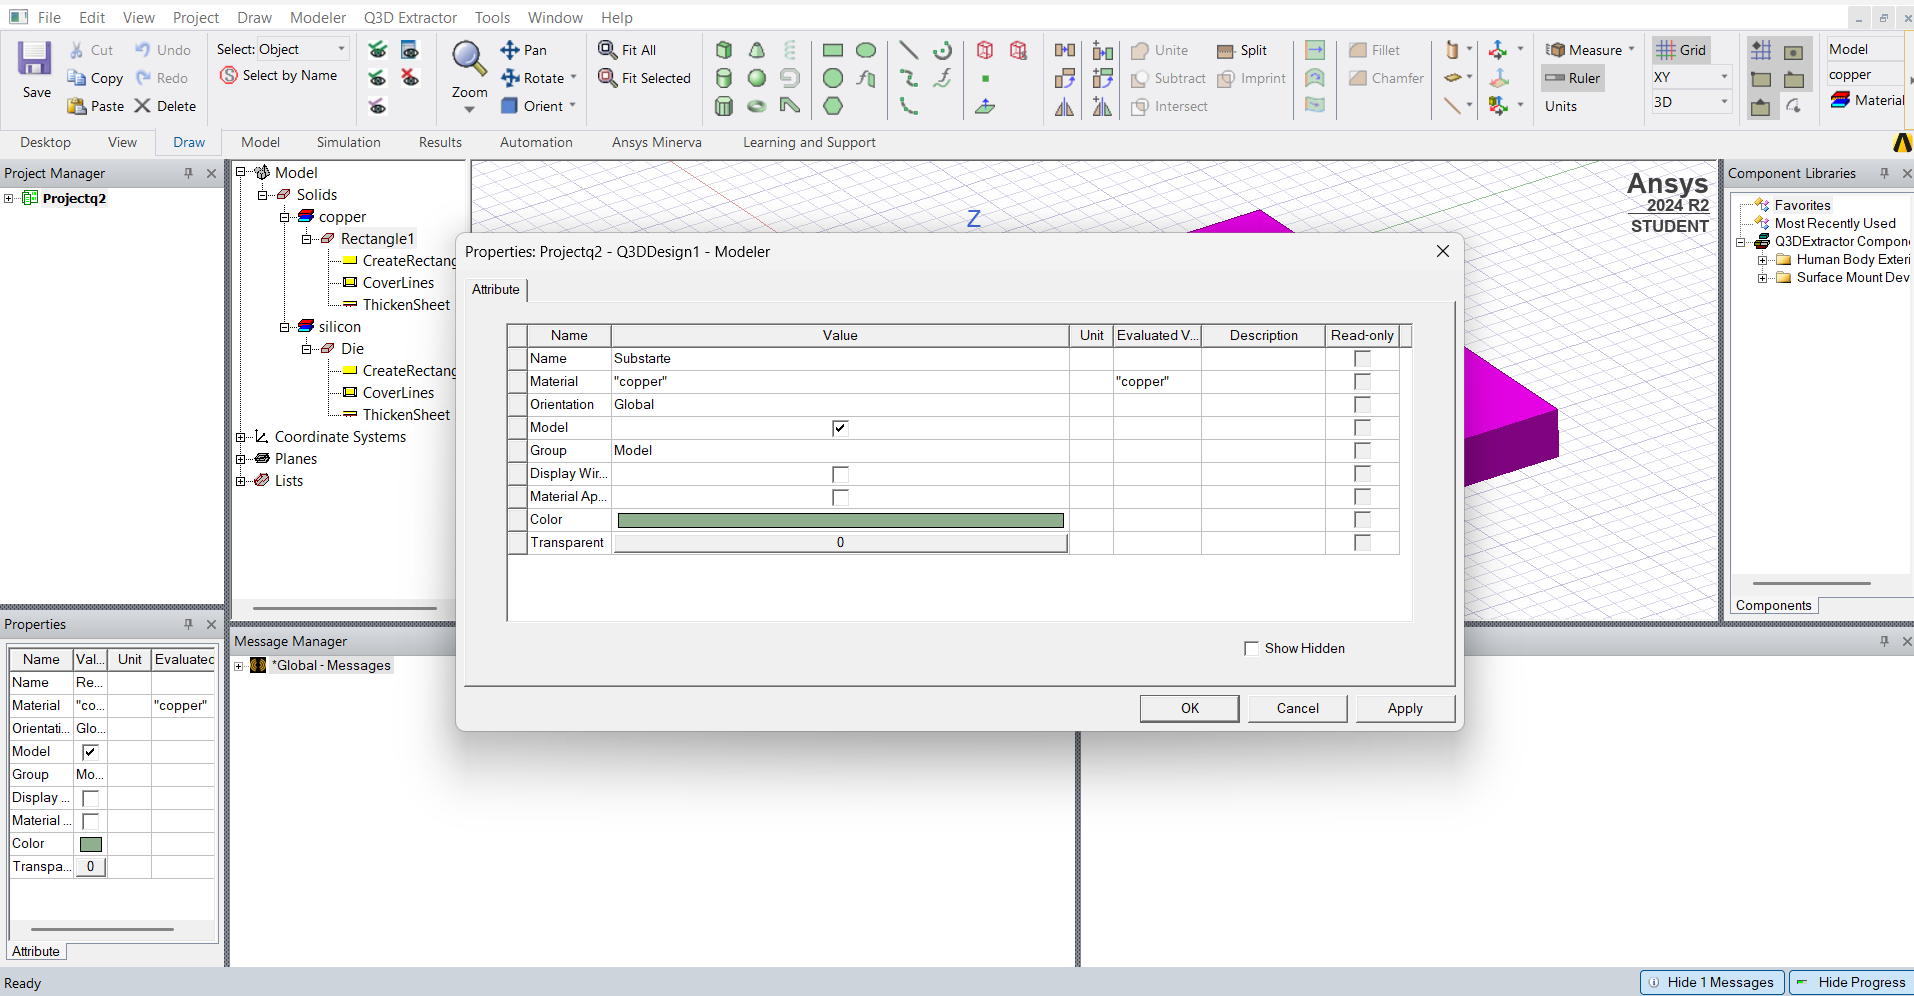 File Edit View Project Draw Modeler Q3D Extractor Tools Window Help
Save
Cut
Copy
Paste
Undo
Redo
Delete
Select: Object
Select by Name
Zoom
Pan
Rotate
Orient
Fit All
Fit Selected
Unite
Subtract
Intersect
Split
Imprint
Fillet
Chamfer
Measure
Ruler
Units
Grid
XY
3D
Model
copper
Material
Desktop View Draw Model Simulation Results Automation Ansys Minerva Learning and Support
Project Manager
Projectq2
Model
Solids
copper
Rectangle1
CreateRectang
CoverLines
ThickenSheet
silicon
Die
CreateRectang
CoverLines
ThickenSheet
Coordinate Systems
Planes
Lists
Z
Ansys
2024 R2
STUDENT
Component Libraries
Favorites
Most Recently Used
Q3DExtractor Compone
Human Body Exteri
Surface Mount Dev
Components
Properties: Projectq2 - Q3DDesign1 - Modeler
Attribute
Name Value Unit Evaluated V... Description Read-only
Name Substarte
Material "copper" "copper"
Orientation Global
Model
Group Model
Display Wir...
Material Ap...
Color
Transparent 0
Show Hidden
OK Cancel Apply
Properties
Name Val... Unit Evaluated
Name Re...
Material "co... "copper"
Orientati... Glo...
Model
Group Mo...
Display ...
Material ...
Color
Transpa... 0
Attribute
Message Manager
*Global - Messages
Ready
Hide 1 Messages
Hide Progress